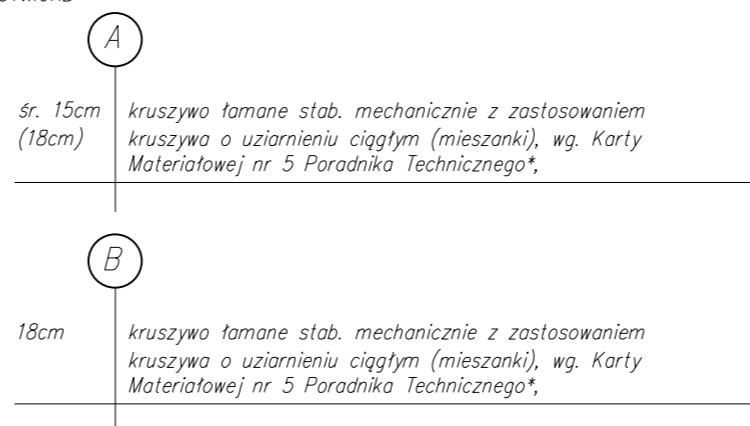 A
śr. 15cm kruszywo łamane stab. mechanicznie z zastosowaniem
(18cm) kruszywa o uziarnieniu ciągłym (mieszanki), wg. Karty
Materiałowej nr 5 Poradnika Technicznego*,
B
18cm kruszywo łamane stab. mechanicznie z zastosowaniem
kruszywa o uziarnieniu ciągłym (mieszanki), wg. Karty
Materiałowej nr 5 Poradnika Technicznego*,